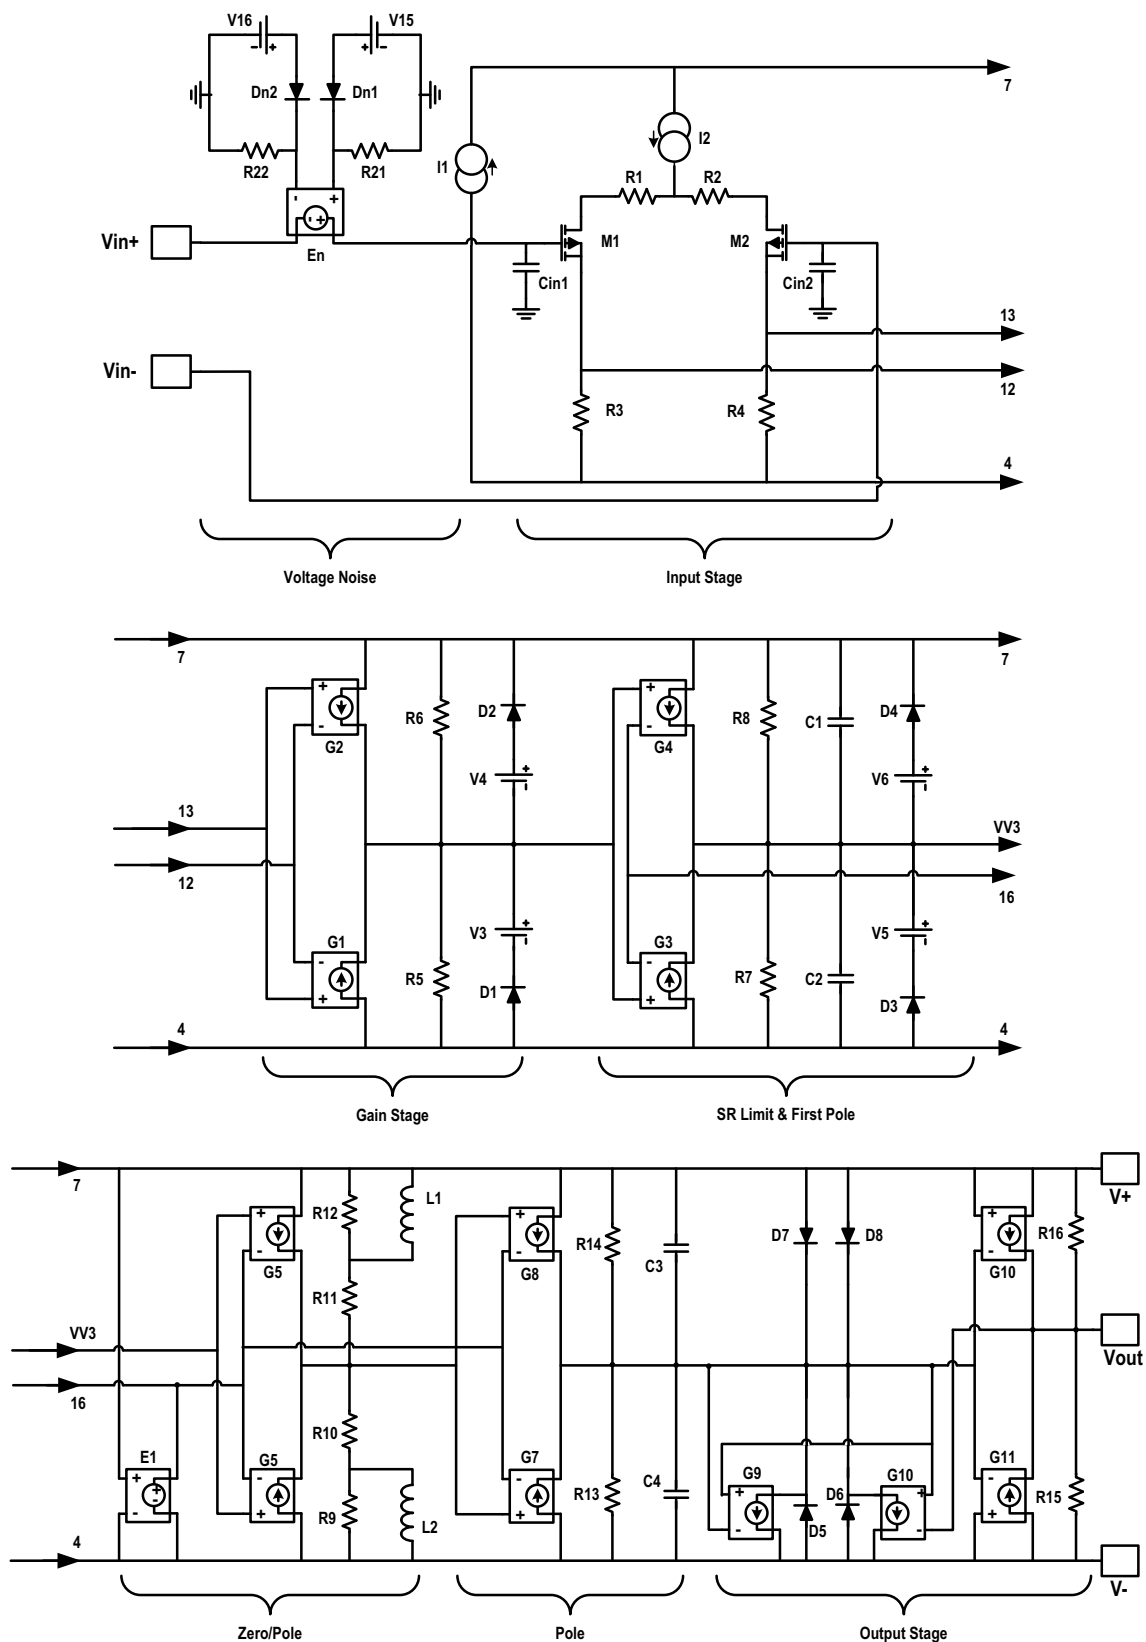 V16
V15
- +
+ -
Dn2
Dn1
7
I2
R22
R21
I1
R1
R2
- +
- +
Vin+
En
M1
M2
Cin1
Cin2
13
Vin-
12
R3
R4
4
Voltage Noise
Input Stage
7
7
+
-
G2
R6
D2
+
-
G4
R8
C1
D4
V4
+
-
V6
+
-
13
VV3
12
16
G1
-
+
V3
+
-
R5
D1
G3
-
+
V5
+
-
R7
C2
D3
4
4
Gain Stage
SR Limit & First Pole
7
V+
+
-
G5
R12
L1
+
-
G8
R14
C3
D7
D8
+
-
G10
R16
R11
VV3
Vout
16
R10
E1
+
-
+
-
G5
-
+
R9
L2
G7
-
+
R13
C4
G9
+
-
D5
D6
G10
+
-
G11
-
+
R15
4
V-
Zero/Pole
Pole
Output Stage